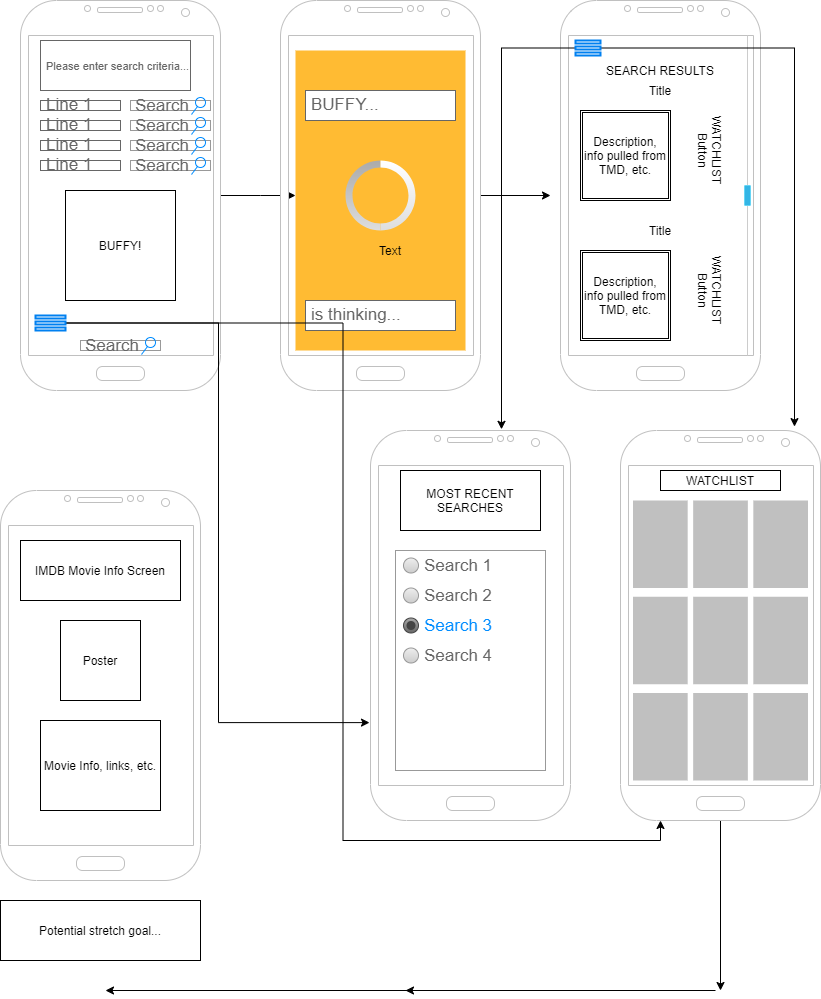 Please enter search criteria...
Line 1 Search
Line 1 Search
Line 1 Search
Line 1 Search
BUFFY!
Search
BUFFY...
Text
is thinking...
SEARCH RESULTS
Title
Description,
info pulled from
TMD, etc.
WATCHLIST
Button
Title
Description,
info pulled from
TMD, etc.
WATCHLIST
Button
MOST RECENT
SEARCHES
Search 1
Search 2
Search 3
Search 4
WATCHLIST
IMDB Movie Info Screen
Poster
Movie Info, links, etc.
Potential stretch goal...